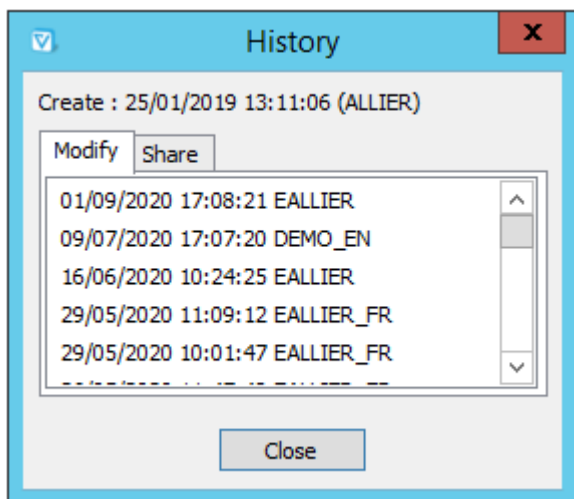 History
Create : 25/01/2019 13:11:06 (ALLIER)
Modify Share
01/09/2020 17:08:21 EALLIER
09/07/2020 17:07:20 DEMO_EN
16/06/2020 10:24:25 EALLIER
29/05/2020 11:09:12 EALLIER_FR
29/05/2020 10:01:47 EALLIER_FR
Close